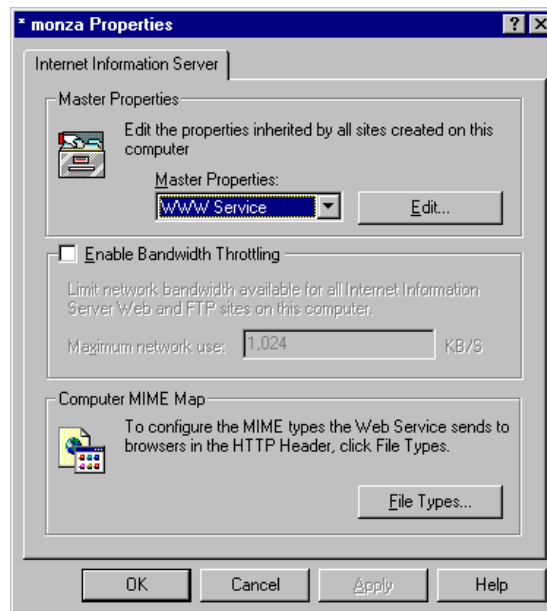 * monza Properties
Internet Information Server
Master Properties
Edit the properties inherited by all sites created on this
computer
Master Properties:
WWW Service
Edit...
Enable Bandwidth Throttling
Limit network bandwidth available for all Internet Information
Server Web and FTP sites on this computer.
Maximum network use: 1,024 KB/S
Computer MIME Map
To configure the MIME types the Web Service sends to
browsers in the HTTP Header, click File Types.
File Types...
OK Cancel Apply Help